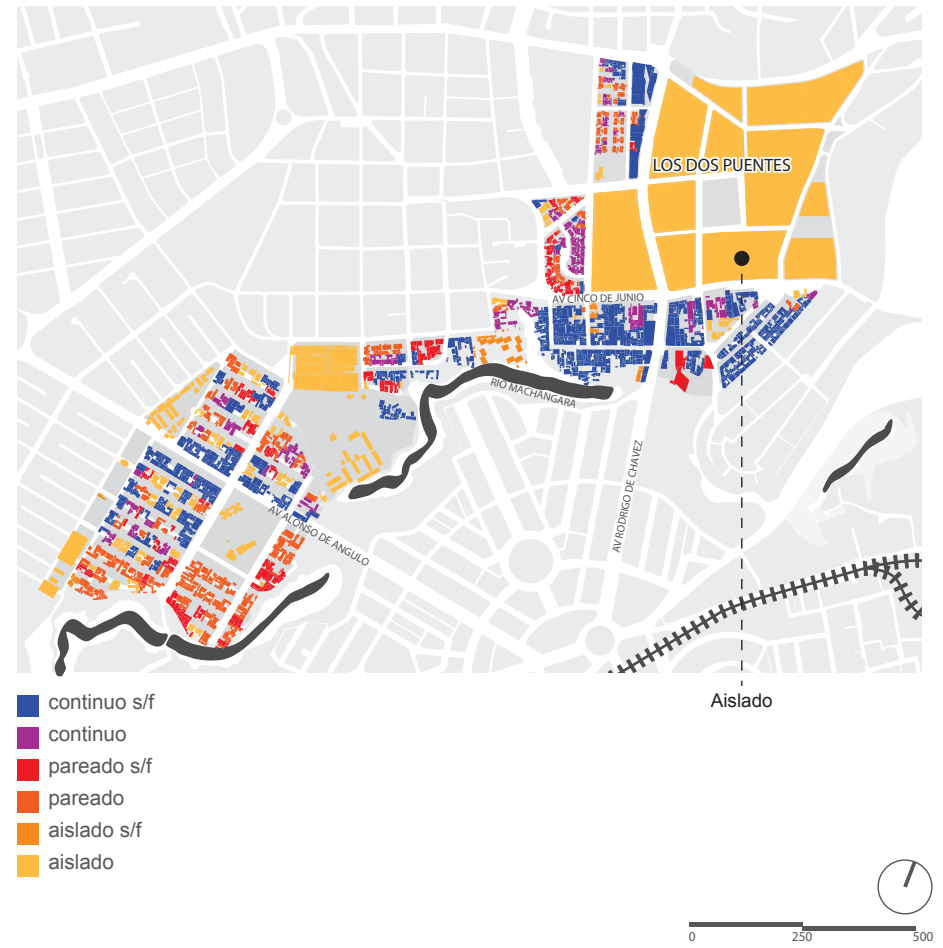 LOS DOS PUENTES
AV CINCO DE JUNIO
RIO MACHANGARA
AV RODRIGO DE CHAVEZ
AV ALONSO DE ANGULO
Aislado
continuo s/f
continuo
pareado s/f
pareado
aislado s/f
aislado
0 250 500